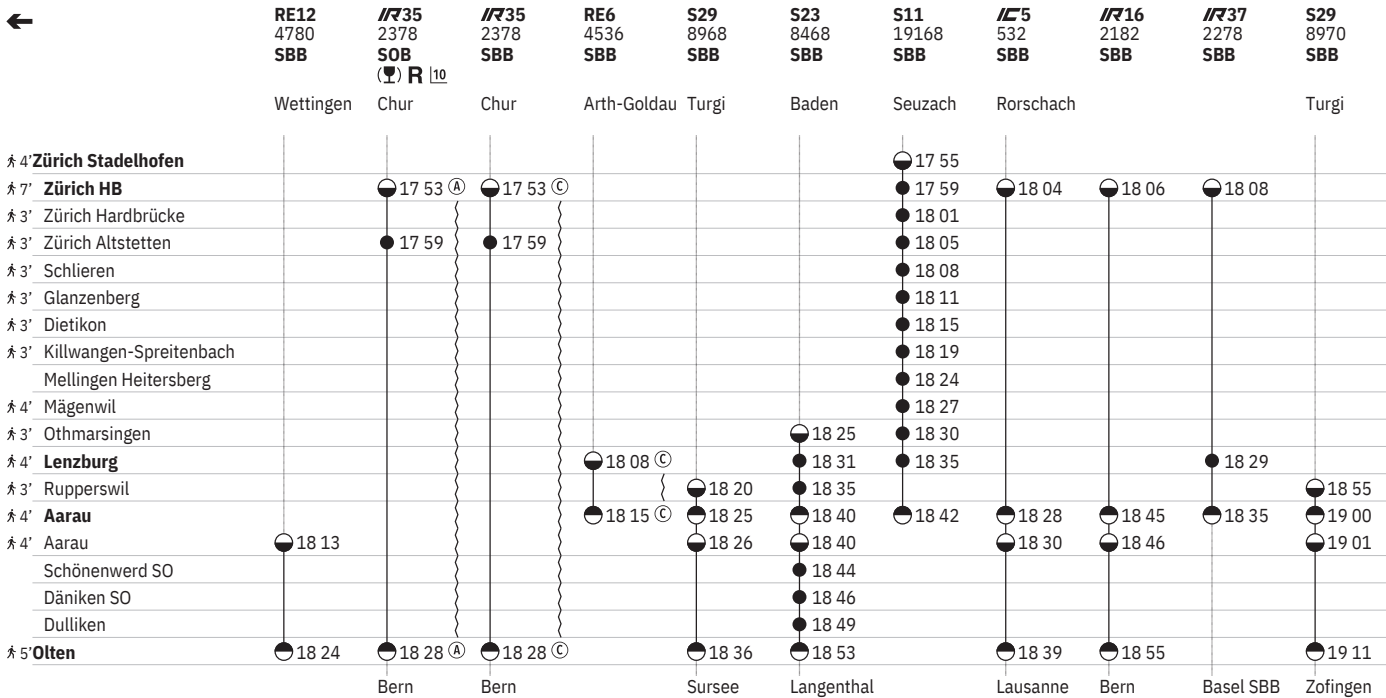 ← RE12 IR35 IR35 RE6 S29 S23 S11 IC5 IR16 IR37 S29
4780 2378 2378 4536 8968 8468 19168 532 2182 2278 8970
SBB SOB SBB SBB SBB SBB SBB SBB SBB SBB SBB
R 10
Wettingen Chur Chur Arth-Goldau Turgi Baden Seuzach Rorschach Turgi
4’ Zürich Stadelhofen 17 55
7’ Zürich HB 17 53 A 17 53 C 17 59 18 04 18 06 18 08
3’ Zürich Hardbrücke 18 01
3’ Zürich Altstetten 17 59 17 59 18 05
3’ Schlieren 18 08
3’ Glanzenberg 18 11
3’ Dietikon 18 15
3’ Killwangen-Spreitenbach 18 19
Mellingen Heitersberg 18 24
4’ Mägenwil 18 27
3’ Othmarsingen 18 25 18 30
4’ Lenzburg 18 08 C 18 31 18 35 18 29
3’ Rupperswil 18 20 18 35 18 55
4’ Aarau 18 15 C 18 25 18 40 18 42 18 28 18 45 18 35 19 00
4’ Aarau 18 13 18 26 18 40 18 30 18 46 19 01
Schönenwerd SO 18 44
Däniken SO 18 46
Dulliken 18 49
5’ Olten 18 24 18 28 A 18 28 C 18 36 18 53 18 39 18 55 19 11
Bern Bern Sursee Langenthal Lausanne Bern Basel SBB Zofingen